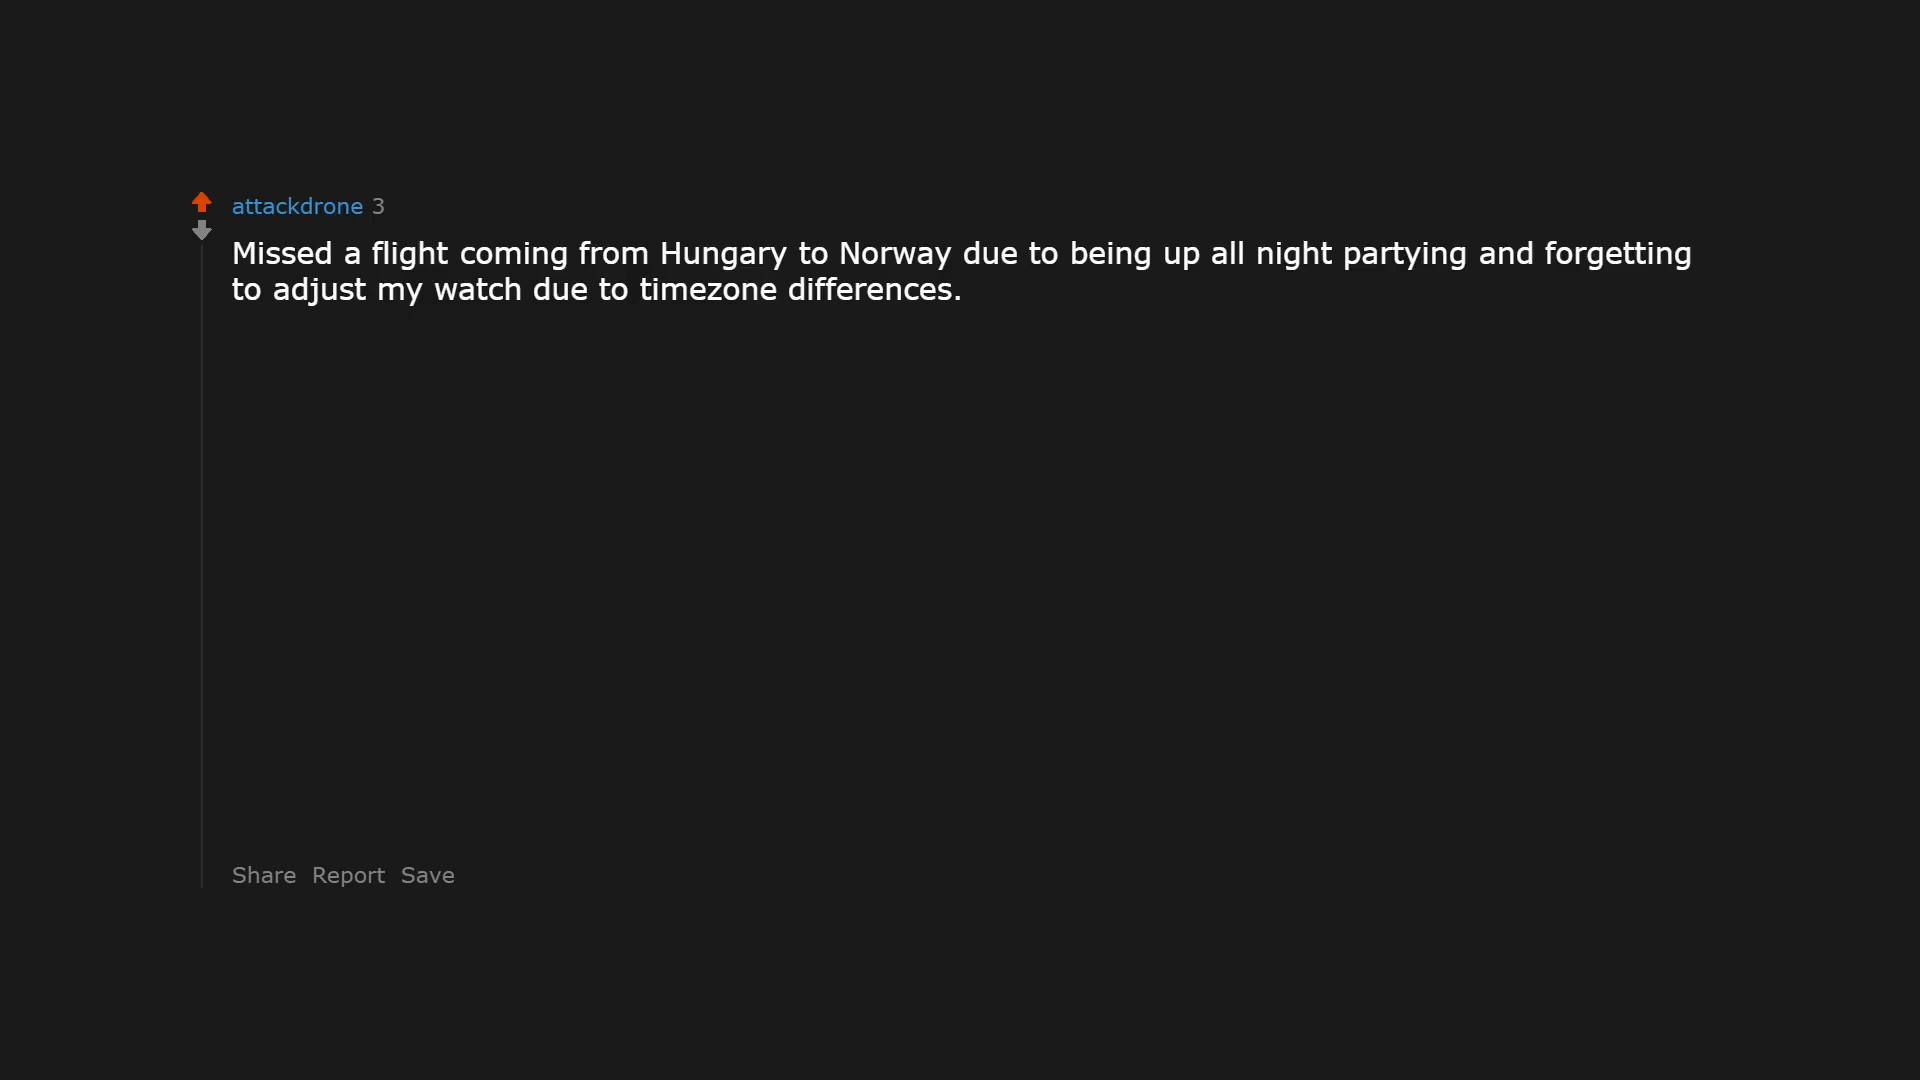 attackdrone 3
Missed a flight coming from Hungary to Norway due to being up all night partying and forgetting
to adjust my watch due to timezone differences.
Share Report Save